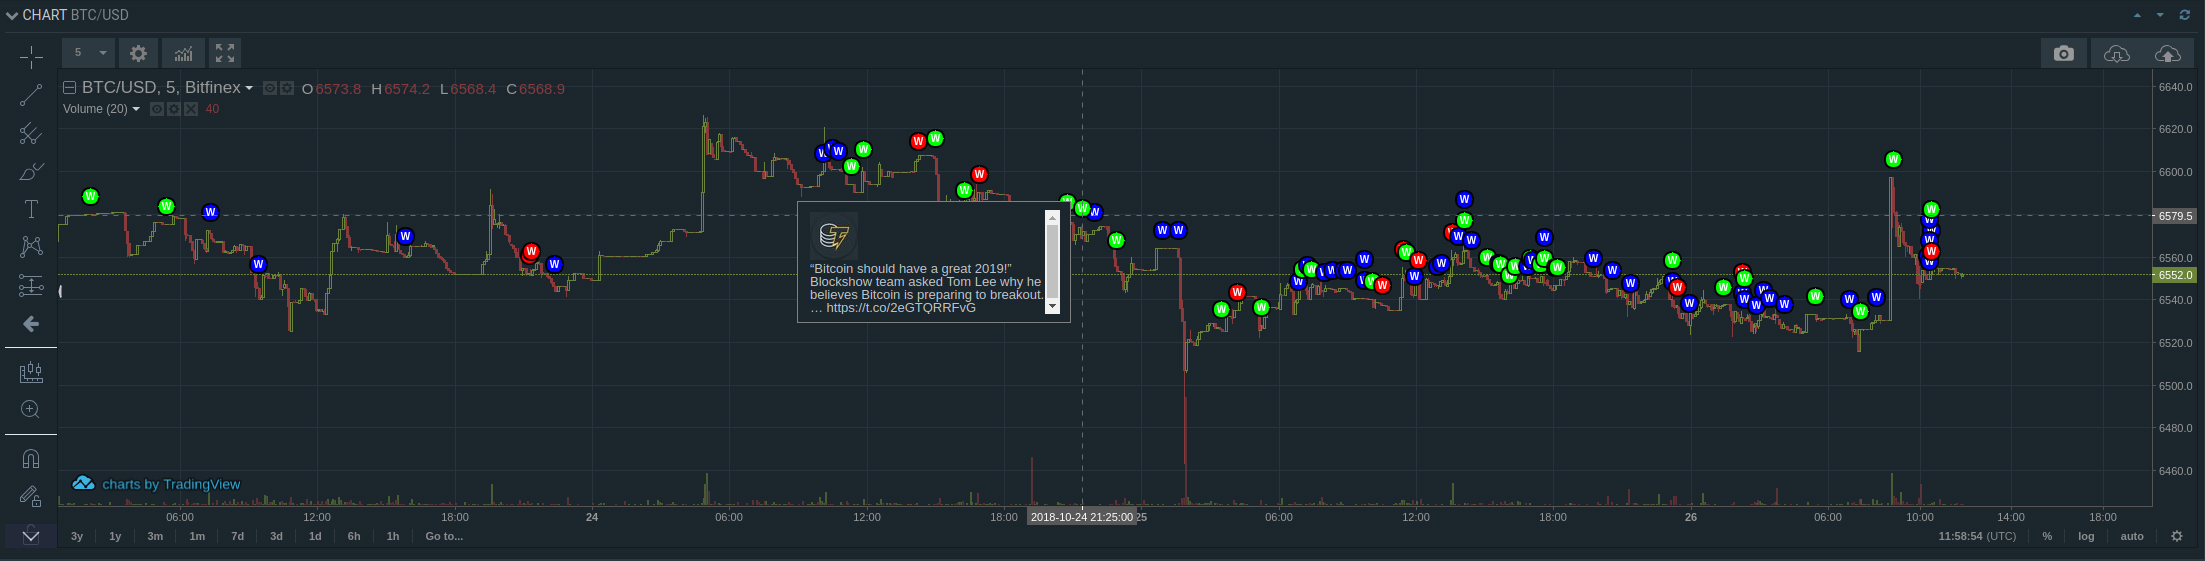 CHART BTC/USD
5
BTC/USD, 5, Bitfinex O6573.8 H6574.2 L6568.4 C6568.9
Volume (20) 40
6640.0
6620.0
6600.0
6579.5
6560.0
6552.0
6540.0
6520.0
6500.0
6480.0
6460.0
W
“Bitcoin should have a great 2019!”
Blockshow team asked Tom Lee why he
believes Bitcoin is preparing to breakout.
… https://t.co/2eGTQRRFvG
charts by TradingView
06:00 12:00 18:00 24 06:00 12:00 18:00 2018-10-24 21:25:00 25 06:00 12:00 18:00 26 06:00 10:00 14:00 18:00
3y 1y 3m 1m 7d 3d 1d 6h 1h Go to... 11:58:54 (UTC) % log auto